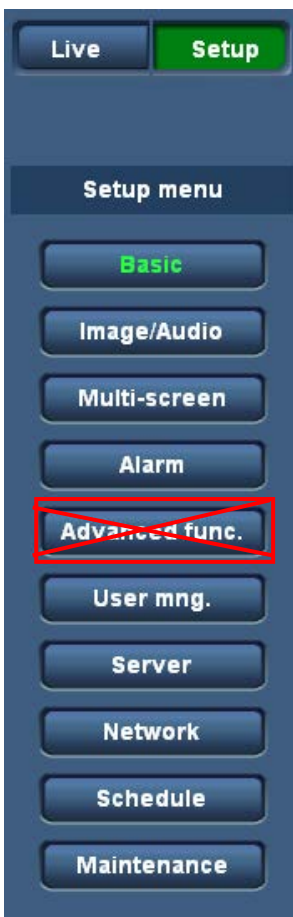 Live Setup
Setup menu
Basic
Image/Audio
Multi-screen
Alarm
Advanced func.
User mng.
Server
Network
Schedule
Maintenance